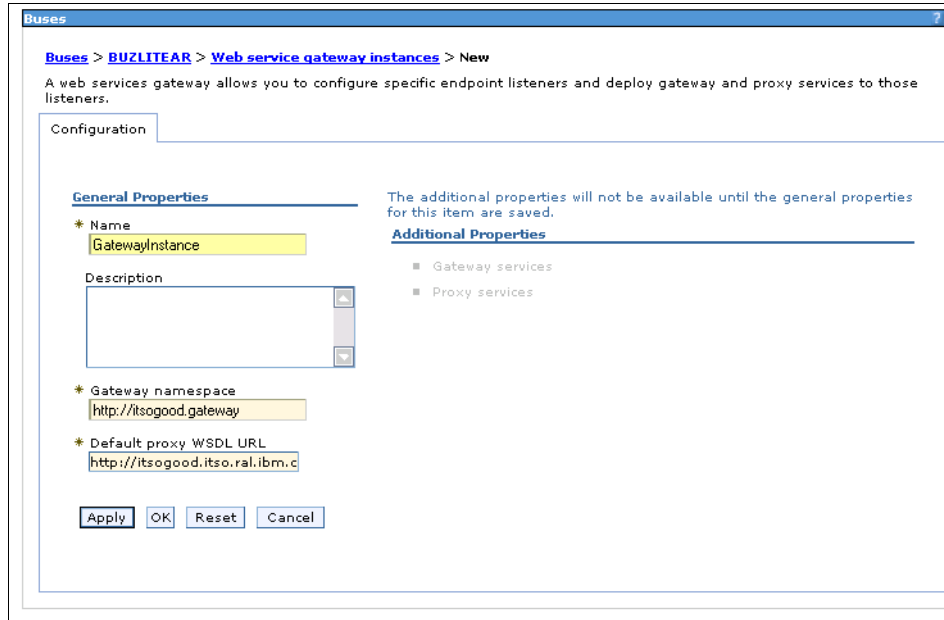 Buses ?
Buses > BUZLITEAR > Web service gateway instances > New
A web services gateway allows you to configure specific endpoint listeners and deploy gateway and proxy services to those
listeners.
Configuration
General Properties
* Name
GatewayInstance
Description
* Gateway namespace
http://itsogood.gateway
* Default proxy WSDL URL
http://itsogood.itso.ral.ibm.c
Apply OK Reset Cancel
The additional properties will not be available until the general properties
for this item are saved.
Additional Properties
Gateway services
Proxy services